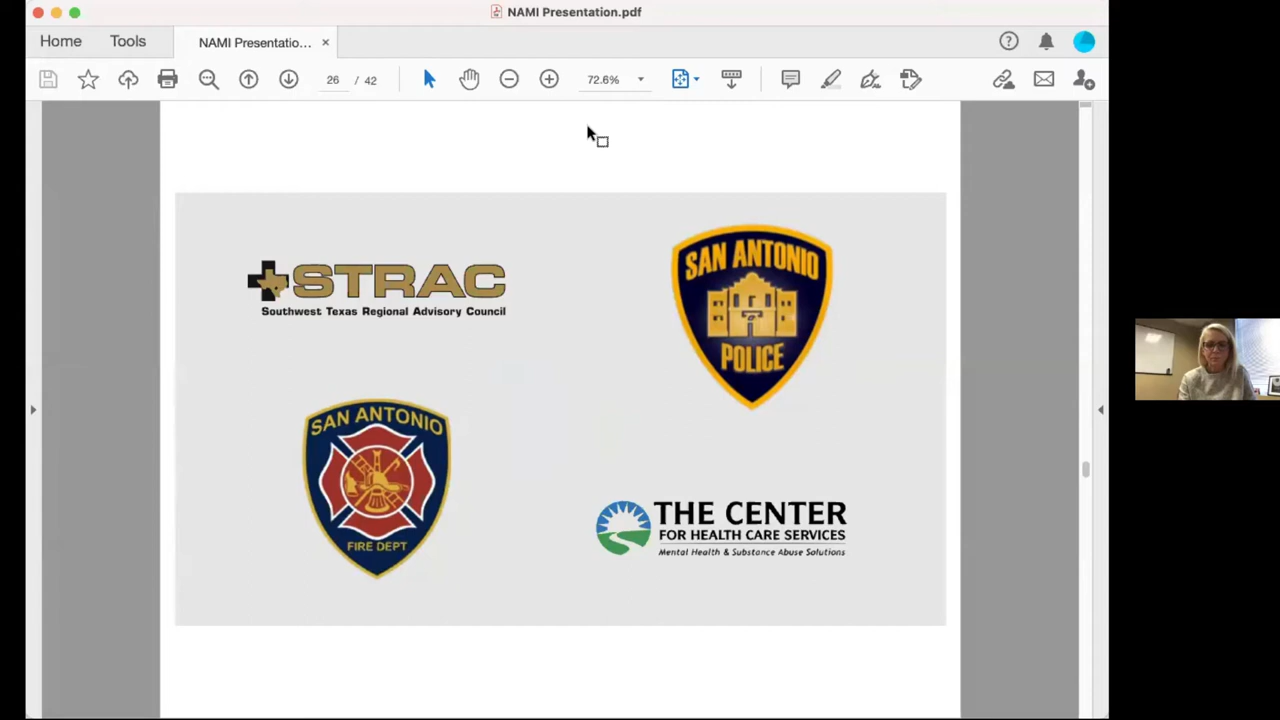 NAMI Presentation.pdf
Home
Tools
NAMI Presentatio...
26 / 42
72.6%
STRAC
Southwest Texas Regional Advisory Council
SAN ANTONIO
POLICE
SAN ANTONIO
FIRE DEPT
THE CENTER
FOR HEALTH CARE SERVICES
Mental Health & Substance Abuse Solutions